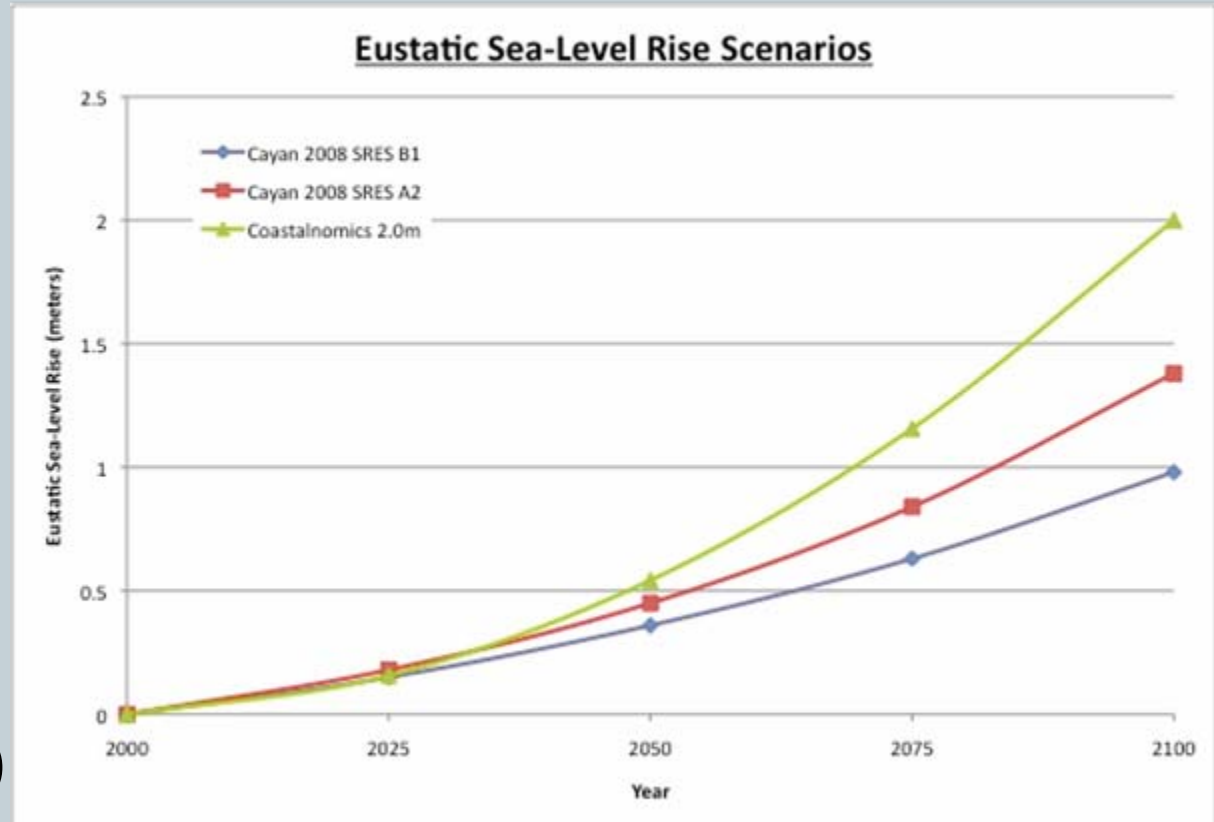 Eustatic Sea-Level Rise Scenarios
2.5
Cayan 2008 SRES B1
Cayan 2008 SRES A2
2
Coastalnomics 2.0m
1.5
1
0.5
0
Eustatic Sea-Level Rise (meters)
2000 2025 2050 2075 2100
Year
)